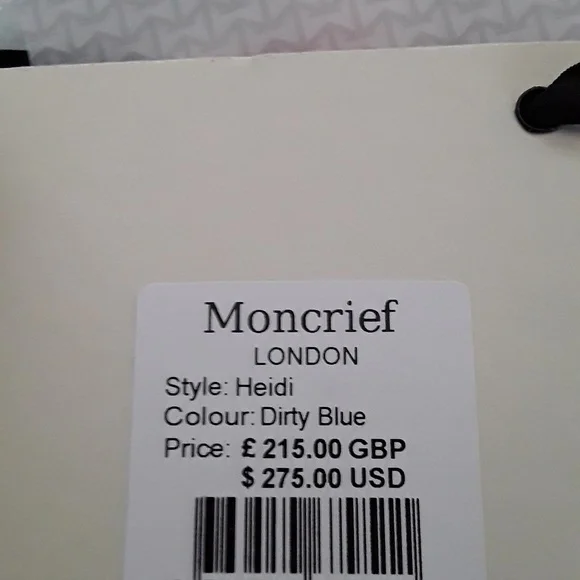 Moncrief
LONDON
Style: Heidi
Colour: Dirty Blue
Price: £ 215.00 GBP
$ 275.00 USD